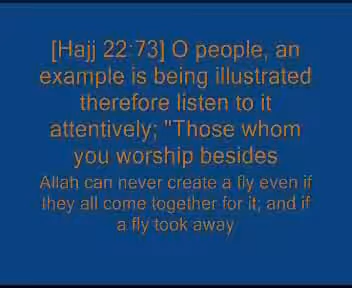 [Hajj 22:73] O people, an
example is being illustrated
therefore listen to it
attentively; "Those whom
you worship besides
Allah can never create a fly even if
they all come together for it; and if
a fly took away